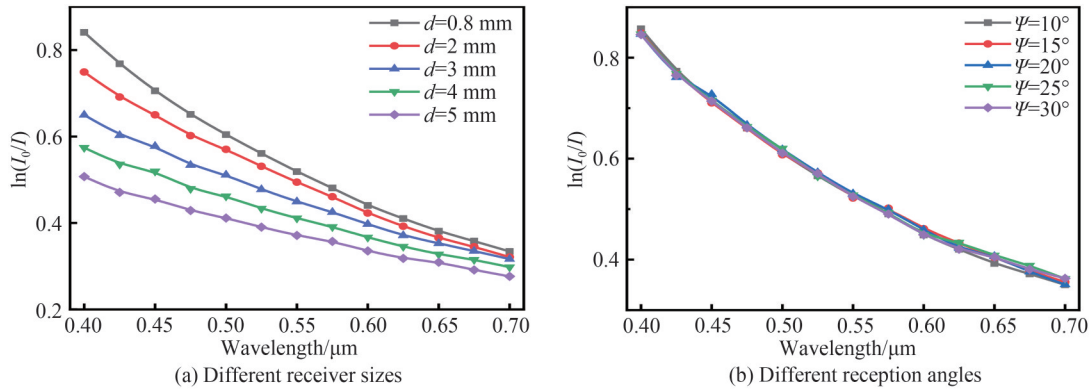 d=0.8 mm
d=2 mm
d=3 mm
d=4 mm
d=5 mm
0.8
0.6
0.4
0.2
ln(I₀/I)
0.40 0.45 0.50 0.55 0.60 0.65 0.70
Wavelength/μm
(a) Different receiver sizes
Ψ=10°
Ψ=15°
Ψ=20°
Ψ=25°
Ψ=30°
0.8
0.6
0.4
ln(I₀/I)
0.40 0.45 0.50 0.55 0.60 0.65 0.70
Wavelength/μm
(b) Different reception angles